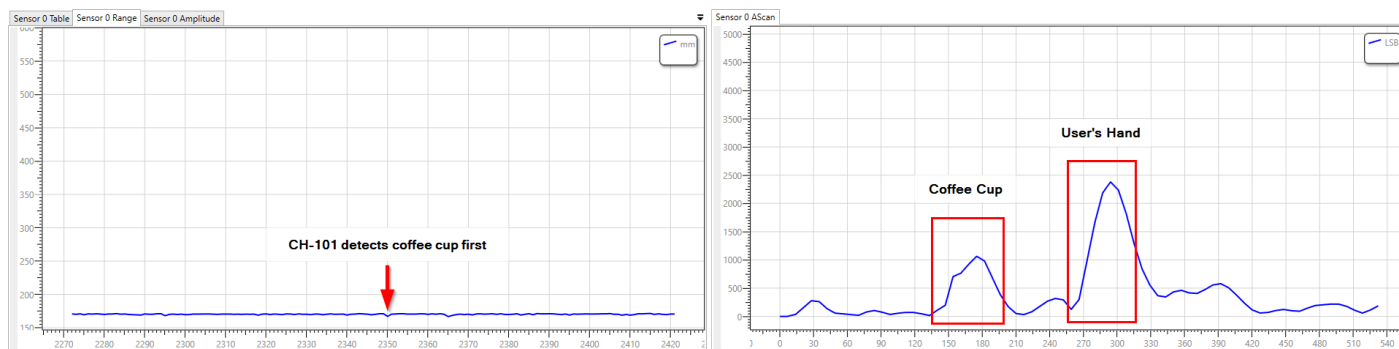 Sensor 0 Table Sensor 0 Range Sensor 0 Amplitude
mm
600
550
500
450
400
350
300
250
200
150
CH-101 detects coffee cup first
2270 2280 2290 2300 2310 2320 2330 2340 2350 2360 2370 2380 2390 2400 2410 2420
Sensor 0 AScan
LSB
5000
4500
4000
3500
3000
2500
2000
1500
1000
500
0
User's Hand
Coffee Cup
0 30 60 90 120 150 180 210 240 270 300 330 360 390 420 450 480 510 540